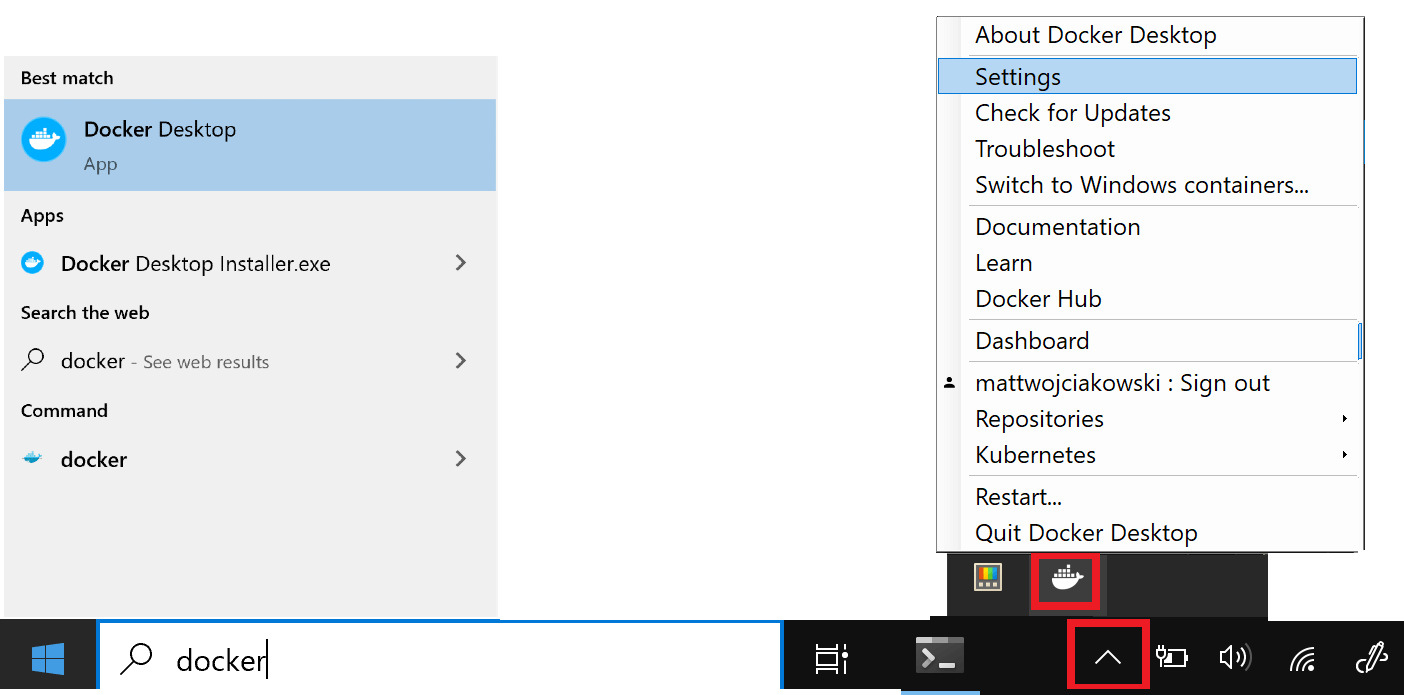 Best match
Docker Desktop
App
Apps
Docker Desktop Installer.exe
Search the web
docker - See web results
Command
docker
docker
About Docker Desktop
Settings
Check for Updates
Troubleshoot
Switch to Windows containers...
Documentation
Learn
Docker Hub
Dashboard
mattwojciakowski : Sign out
Repositories
Kubernetes
Restart...
Quit Docker Desktop